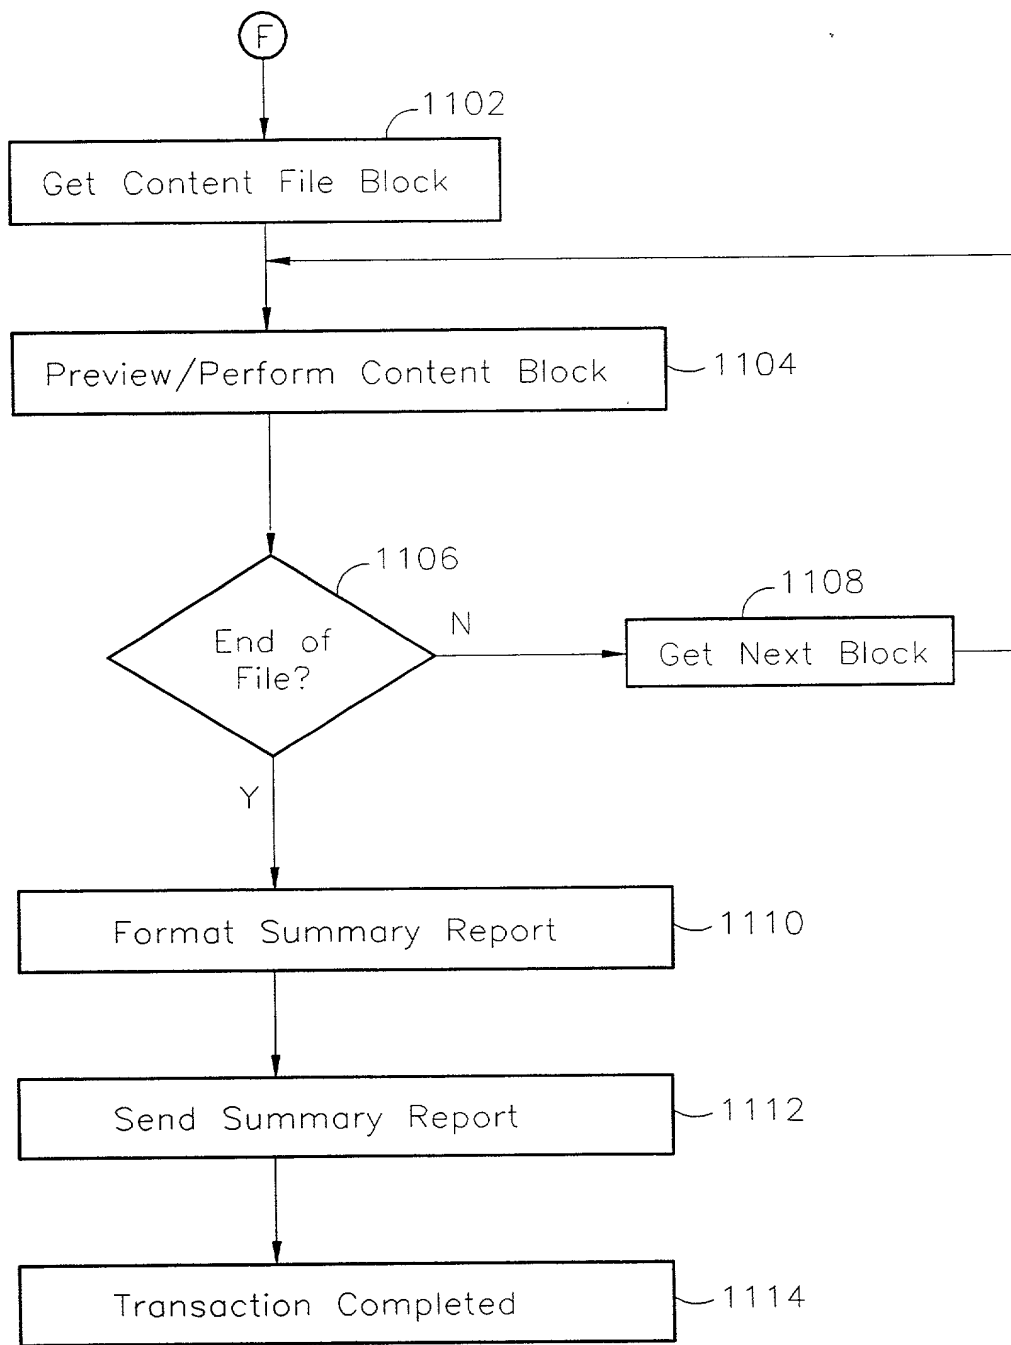 F
1102
Get Content File Block
Preview/Perform Content Block
1104
1106
End of
File?
N
1108
Get Next Block
Y
Format Summary Report
1110
Send Summary Report
1112
Transaction Completed
1114